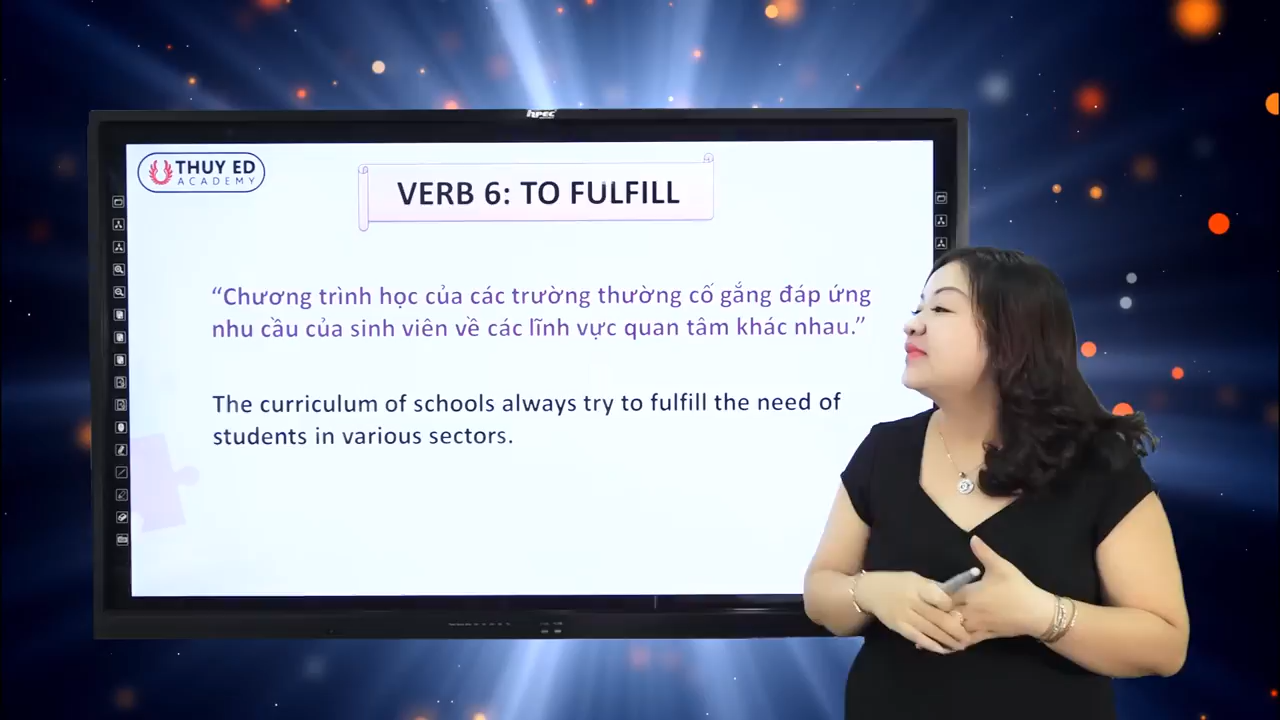 HPEC
THUY ED
ACADEMY
VERB 6: TO FULFILL
“Chương trình học của các trường thường cố gắng đáp ứng
nhu cầu của sinh viên về các lĩnh vực quan tâm khác nhau.”
The curriculum of schools always try to fulfill the need of
students in various sectors.